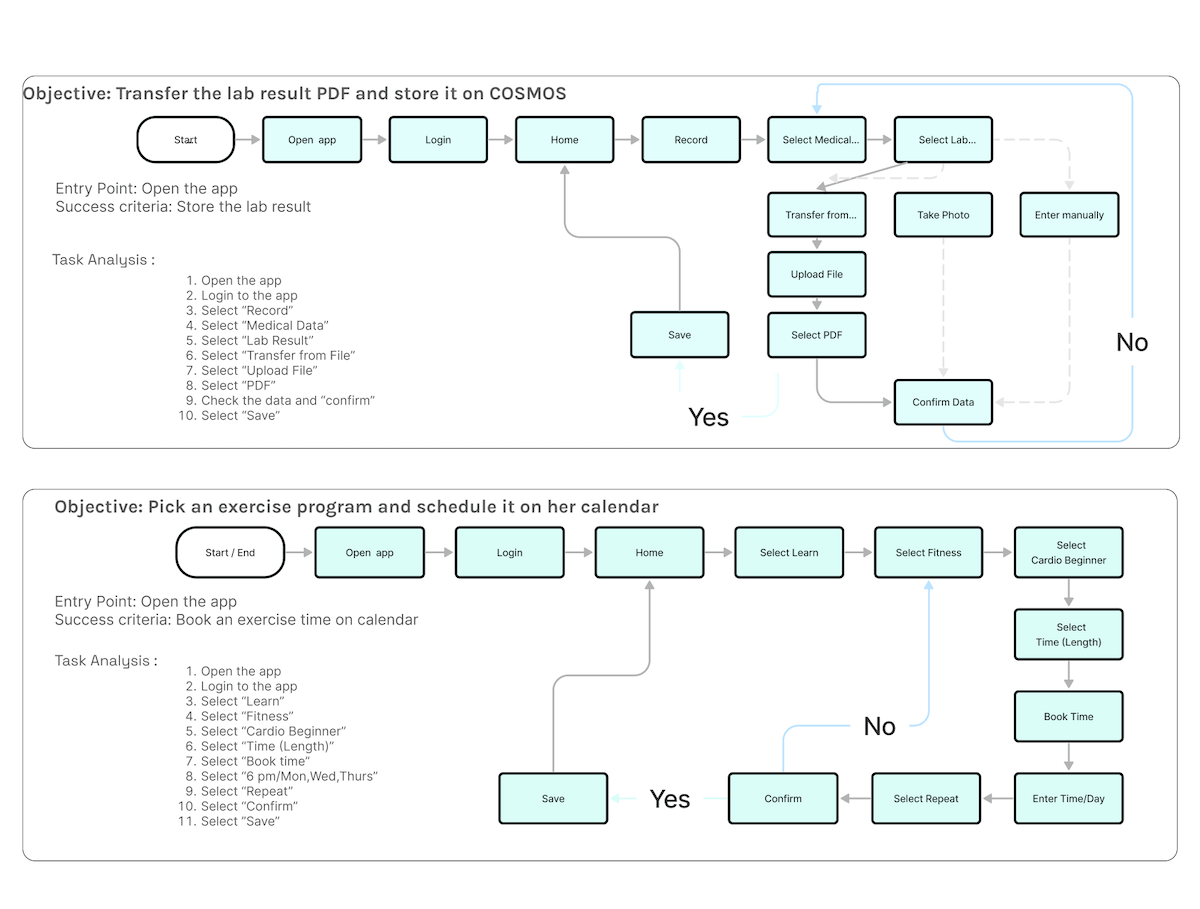 Objective: Transfer the lab result PDF and store it on COSMOS
Start
Open app
Login
Home
Record
Select Medical...
Select Lab...
Entry Point: Open the app
Success criteria: Store the lab result
Transfer from...
Take Photo
Enter manually
Task Analysis :
1. Open the app
2. Login to the app
3. Select “Record”
4. Select “Medical Data”
5. Select “Lab Result”
6. Select “Transfer from File”
7. Select “Upload File”
8. Select “PDF”
9. Check the data and “confirm”
10. Select “Save”
Upload File
Save
Select PDF
No
Yes
Confirm Data
Objective: Pick an exercise program and schedule it on her calendar
Start / End
Open app
Login
Home
Select Learn
Select Fitness
Select
Cardio Beginner
Entry Point: Open the app
Success criteria: Book an exercise time on calendar
Select
Time (Length)
Task Analysis :
1. Open the app
2. Login to the app
3. Select “Learn”
4. Select “Fitness”
5. Select “Cardio Beginner”
6. Select “Time (Length)”
7. Select “Book time”
8. Select “6 pm/Mon,Wed,Thurs”
9. Select “Repeat”
10. Select “Confirm”
11. Select “Save”
Book Time
No
Save
Yes
Confirm
Select Repeat
Enter Time/Day